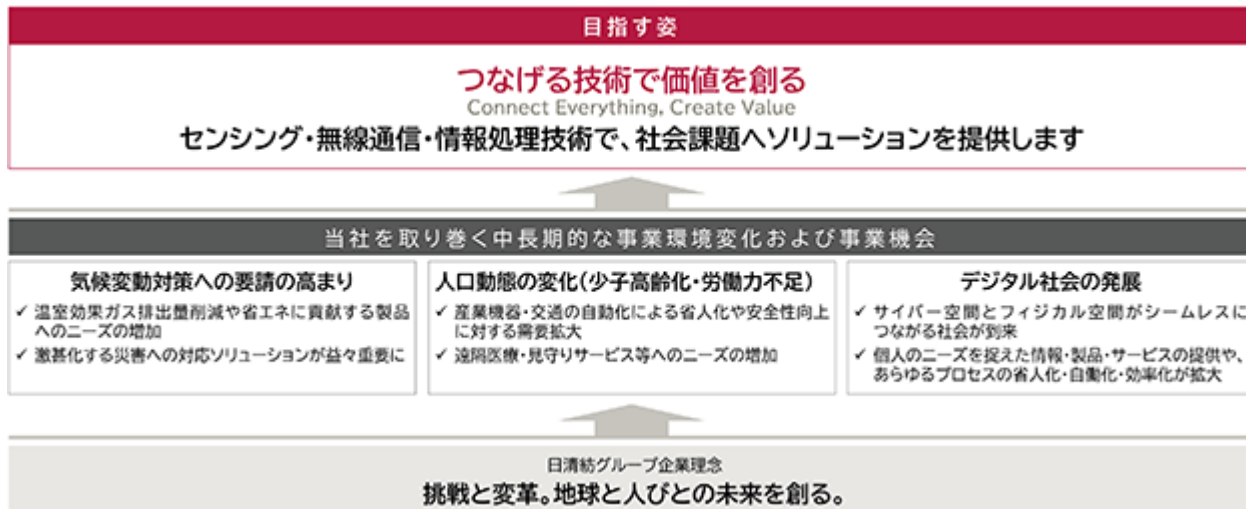 目指す姿
つなげる技術で価値を創る
Connect Everything, Create Value
センシング・無線通信・情報処理技術で、社会課題へソリューションを提供します
当社を取り巻く中長期的な事業環境変化および事業機会
気候変動対策への要請の高まり
✓ 温室効果ガス排出量削減や省エネに貢献する製品
へのニーズの増加
✓ 激甚化する災害への対応ソリューションが益々重要に
人口動態の変化(少子高齢化・労働力不足)
✓ 産業機器・交通の自動化による省人化や安全性向上
に対する需要拡大
✓ 遠隔医療・見守りサービス等へのニーズの増加
デジタル社会の発展
✓ サイバー空間とフィジカル空間がシームレスに
つながる社会が到来
✓ 個人のニーズを捉えた情報・製品・サービスの提供や、
あらゆるプロセスの省人化・自働化・効率化が拡大
日清紡グループ企業理念
挑戦と変革。地球と人びとの未来を創る。